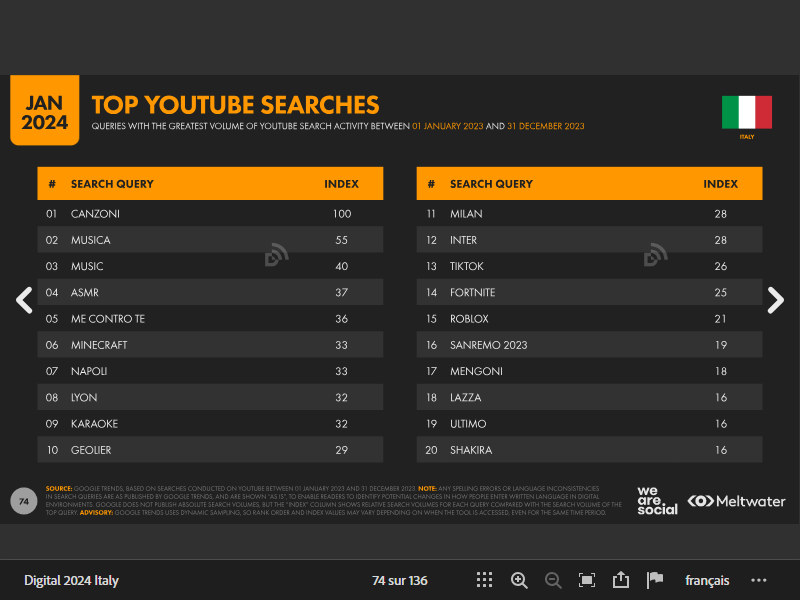 JAN
2024
TOP YOUTUBE SEARCHES
QUERIES WITH THE GREATEST VOLUME OF YOUTUBE SEARCH ACTIVITY BETWEEN 01 JANUARY 2023 AND 31 DECEMBER 2023
ITALY
# SEARCH QUERY INDEX
01 CANZONI 100
02 MUSICA 55
03 MUSIC 40
04 ASMR 37
05 ME CONTRO TE 36
06 MINECRAFT 33
07 NAPOLI 33
08 LYON 32
09 KARAOKE 32
10 GEOLIER 29
# SEARCH QUERY INDEX
11 MILAN 28
12 INTER 28
13 TIKTOK 26
14 FORTNITE 25
15 ROBLOX 21
16 SANREMO 2023 19
17 MENGONI 18
18 LAZZA 16
19 ULTIMO 16
20 SHAKIRA 16
74
SOURCE: GOOGLE TRENDS, BASED ON SEARCHES CONDUCTED ON YOUTUBE BETWEEN 01 JANUARY 2023 AND 31 DECEMBER 2023. NOTE: ANY SPELLING ERRORS OR LANGUAGE INCONSISTENCIES
IN SEARCH QUERIES ARE AS PUBLISHED BY GOOGLE TRENDS, AND ARE SHOWN "AS IS", TO ENABLE READERS TO IDENTIFY POTENTIAL CHANGES IN HOW PEOPLE ENTER WRITTEN LANGUAGE IN DIGITAL
ENVIRONMENTS. GOOGLE DOES NOT PUBLISH ABSOLUTE SEARCH VOLUMES, BUT THE "INDEX" COLUMN SHOWS RELATIVE SEARCH VOLUMES FOR EACH QUERY COMPARED WITH THE SEARCH VOLUME OF THE
TOP QUERY. ADVISORY: GOOGLE TRENDS USES DYNAMIC SAMPLING, SO RANK ORDER AND INDEX VALUES MAY VARY DEPENDING ON WHEN THE TOOL IS ACCESSED, EVEN FOR THE SAME TIME PERIOD.
we
are
social
Meltwater
Digital 2024 Italy
74 sur 136
français